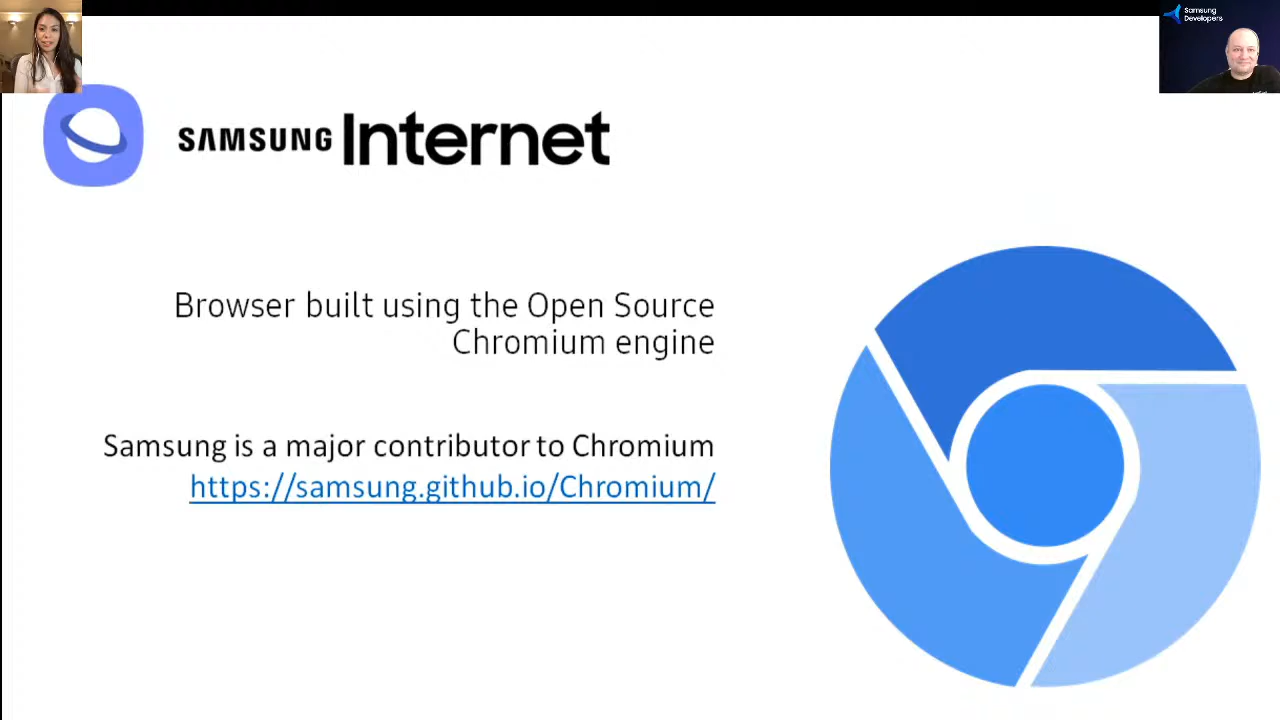 Samsung
Developers
SAMSUNG Internet
Browser built using the Open Source
Chromium engine
Samsung is a major contributor to Chromium
https://samsung.github.io/Chromium/